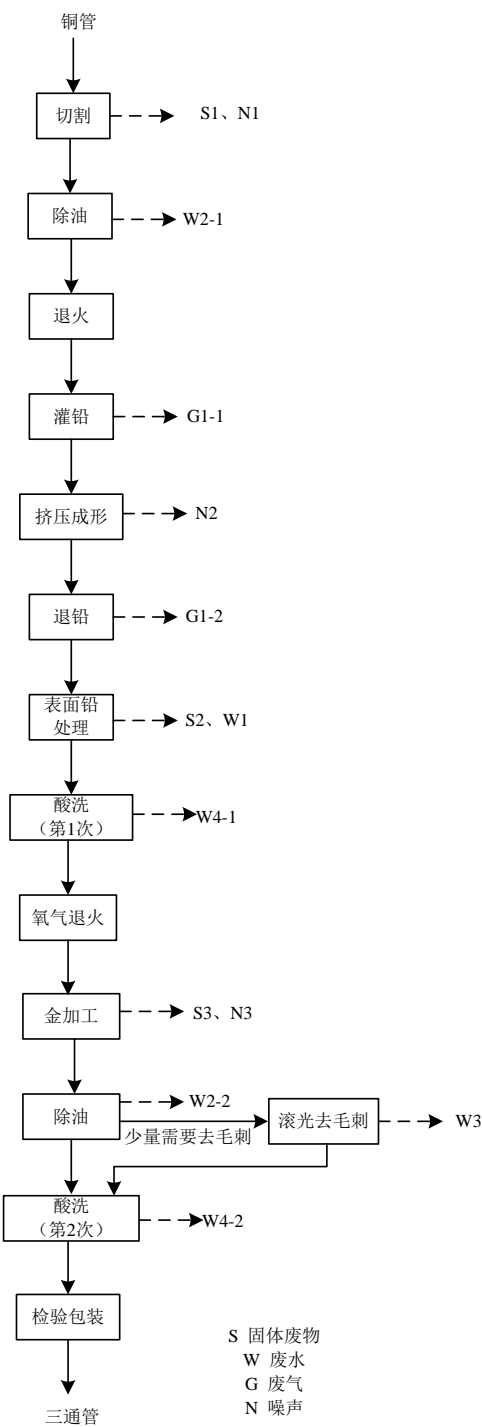 铜管
切割
S1、N1
除油
W2-1
退火
灌铅
G1-1
挤压成形
N2
退铅
G1-2
表面铅
处理
S2、W1
酸洗
（第1次）
W4-1
氧气退火
金加工
S3、N3
除油
W2-2
少量需要去毛刺
滚光去毛刺
W3
酸洗
（第2次）
W4-2
检验包装
三通管
S 固体废物
W 废水
G 废气
N 噪声